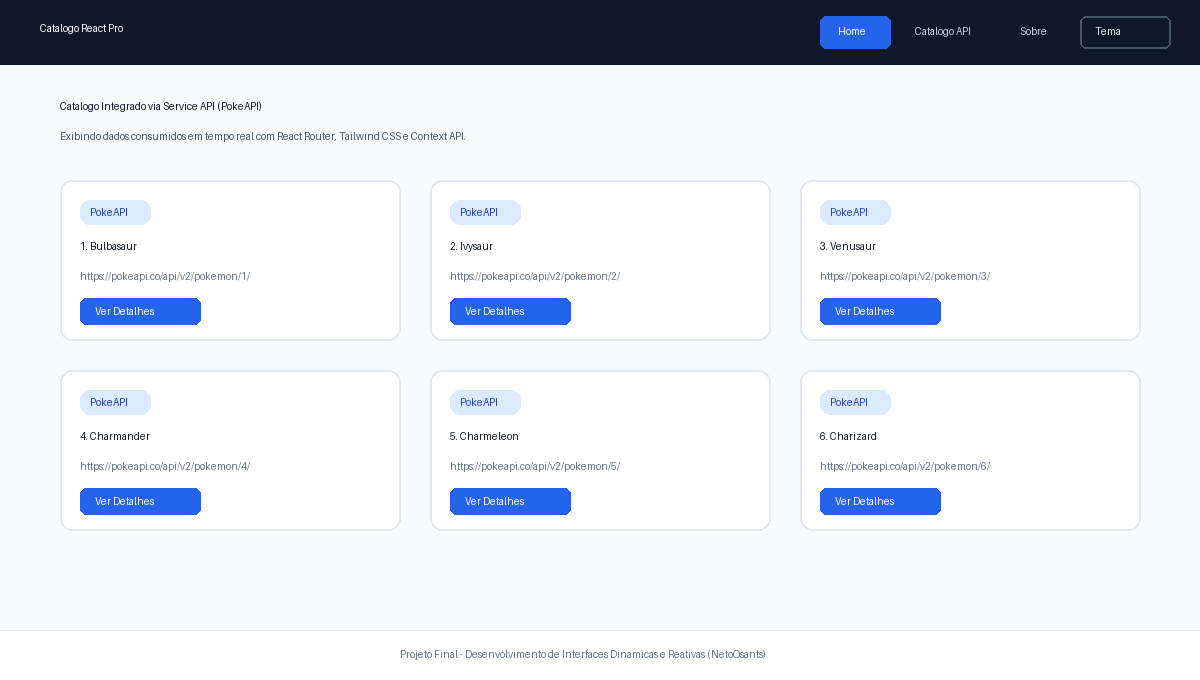 Catalogo React Pro
Home Catalogo API Sobre Tema
Catalogo Integrado via Service API (PokeAPI)
Exibindo dados consumidos em tempo real com React Router, Tailwind CSS e Context API.
PokeAPI
1. Bulbasaur
https://pokeapi.co/api/v2/pokemon/1/
Ver Detalhes
PokeAPI
2. Ivysaur
https://pokeapi.co/api/v2/pokemon/2/
Ver Detalhes
PokeAPI
3. Venusaur
https://pokeapi.co/api/v2/pokemon/3/
Ver Detalhes
PokeAPI
4. Charmander
https://pokeapi.co/api/v2/pokemon/4/
Ver Detalhes
PokeAPI
5. Charmeleon
https://pokeapi.co/api/v2/pokemon/5/
Ver Detalhes
PokeAPI
6. Charizard
https://pokeapi.co/api/v2/pokemon/6/
Ver Detalhes
Projeto Final - Desenvolvimento de Interfaces Dinamicas e Reativas (NetoOsants)